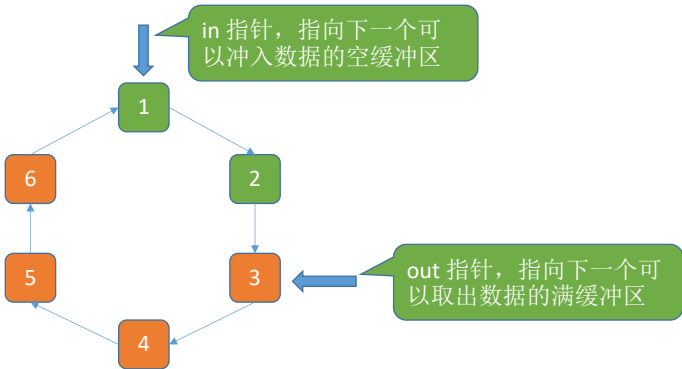 in 指针，指向下一个可
以冲入数据的空缓冲区
1
6
2
5
3
out 指针，指向下一个可
以取出数据的满缓冲区
4